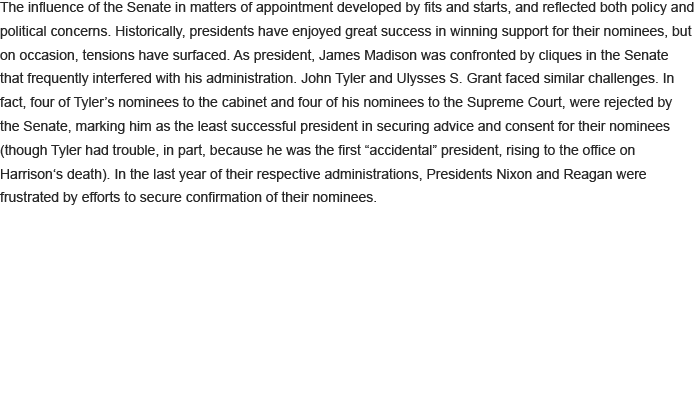 The influence of the Senate in matters of appointment developed by fits and starts, and reflected both policy and
political concerns. Historically, presidents have enjoyed great success in winning support for their nominees, but
on occasion, tensions have surfaced. As president, James Madison was confronted by cliques in the Senate
that frequently interfered with his administration. John Tyler and Ulysses S. Grant faced similar challenges. In
fact, four of Tyler’s nominees to the cabinet and four of his nominees to the Supreme Court, were rejected by
the Senate, marking him as the least successful president in securing advice and consent for their nominees
(though Tyler had trouble, in part, because he was the first “accidental” president, rising to the office on
Harrison‘s death). In the last year of their respective administrations, Presidents Nixon and Reagan were
frustrated by efforts to secure confirmation of their nominees.